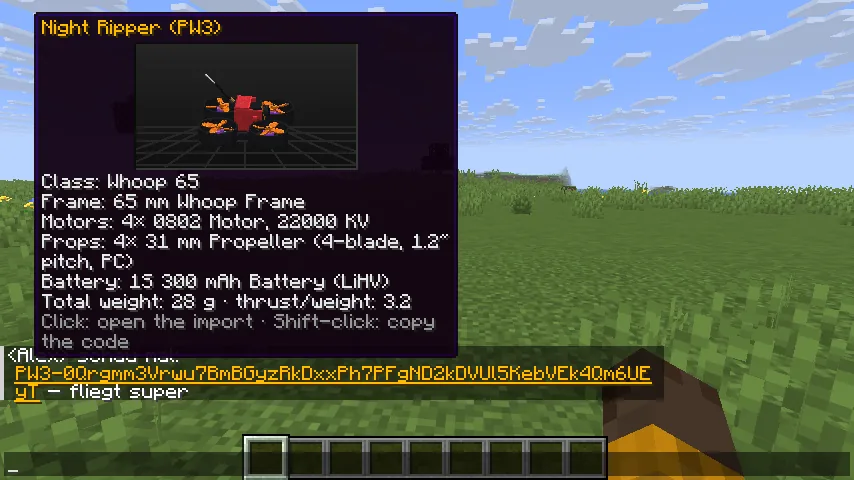 Night Ripper (PW3)
Class: Whoop 65
Frame: 65 mm Whoop Frame
Motors: 4× 0802 Motor, 22000 KV
Props: 4× 31 mm Propeller (4-blade, 1.2″
pitch, PC)
Battery: 1S 300 mAh Battery (LiHV)
Total weight: 28 g · thrust/weight: 3.2
Click: open the import · Shift-click: copy
the code
<Alex>
PW3-0Qrgmm3Vrwu7BmBGyzRkDxxPh7PFgND2kDVUl5KebVEk4Qm6UE
yT — fliegt super
_